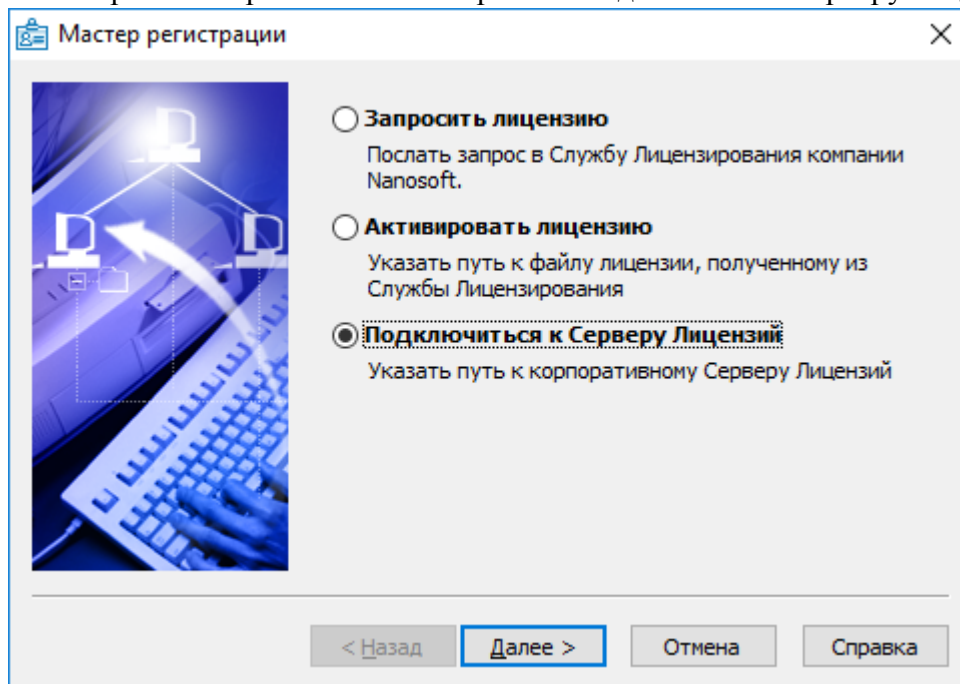 Мастер регистрации
Запросить лицензию
Послать запрос в Службу Лицензирования компании
Nanosoft.
Активировать лицензию
Указать путь к файлу лицензии, полученному из
Службы Лицензирования
Подключиться к Серверу Лицензий
Указать путь к корпоративному Серверу Лицензий
< Назад
Далее >
Отмена
Справка